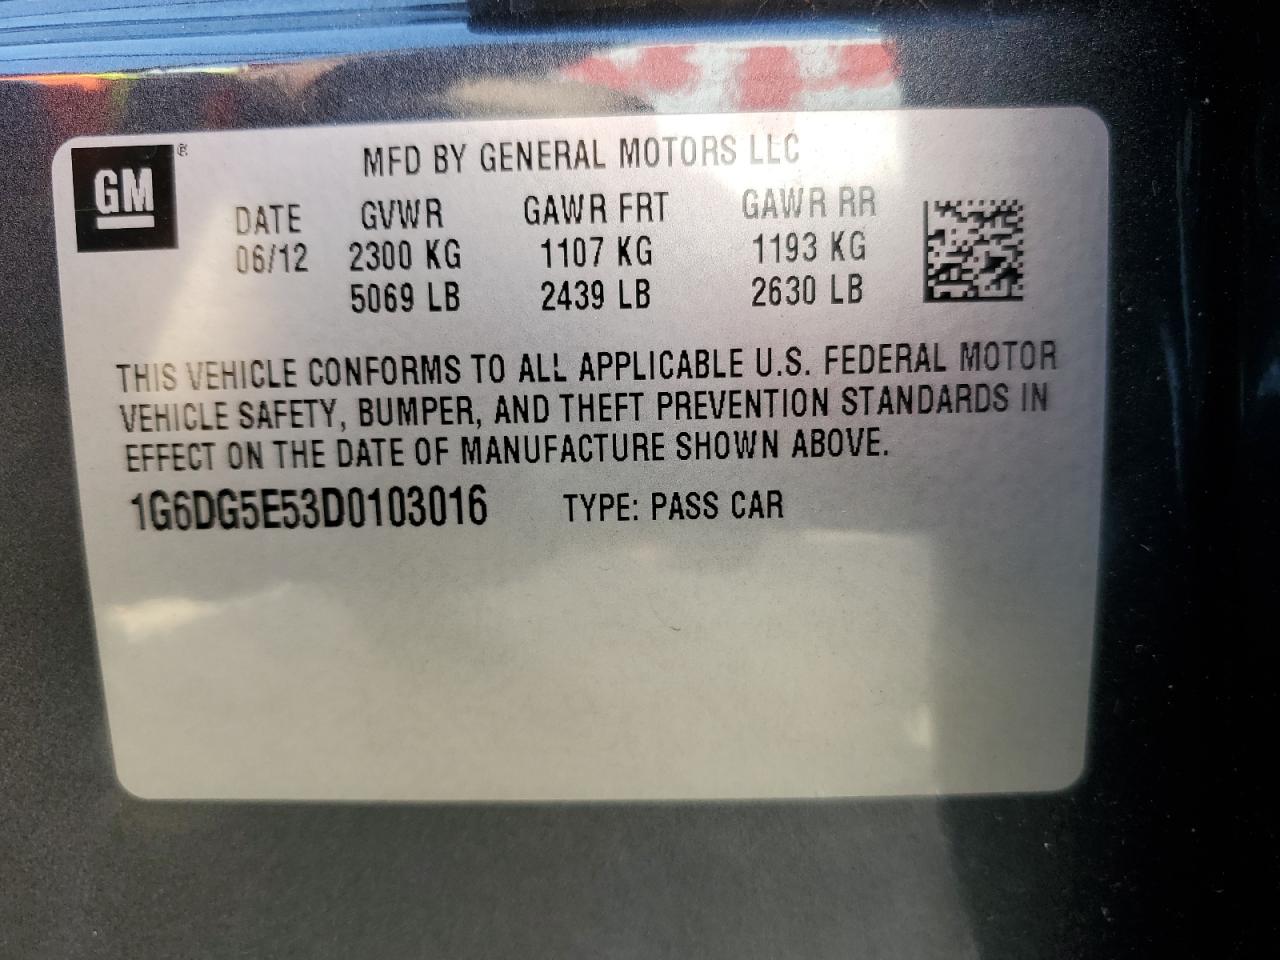 GM ®
MFD BY GENERAL MOTORS LLC
DATE GVWR GAWR FRT GAWR RR
06/12 2300 KG 1107 KG 1193 KG
5069 LB 2439 LB 2630 LB
THIS VEHICLE CONFORMS TO ALL APPLICABLE U.S. FEDERAL MOTOR
VEHICLE SAFETY, BUMPER, AND THEFT PREVENTION STANDARDS IN
EFFECT ON THE DATE OF MANUFACTURE SHOWN ABOVE.
1G6DG5E53D0103016 TYPE: PASS CAR